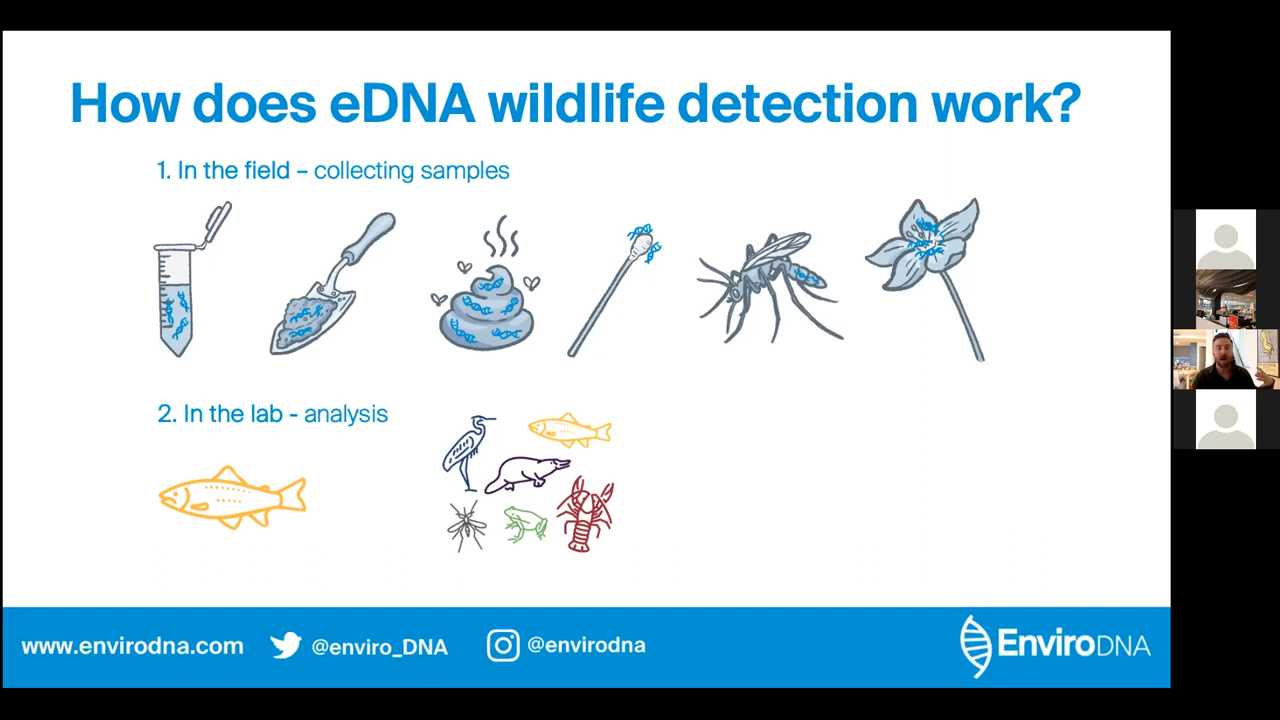 How does eDNA wildlife detection work?
1. In the field – collecting samples
2. In the lab - analysis
www.envirodna.com
@enviro_DNA
@envirodna
EnviroDNA